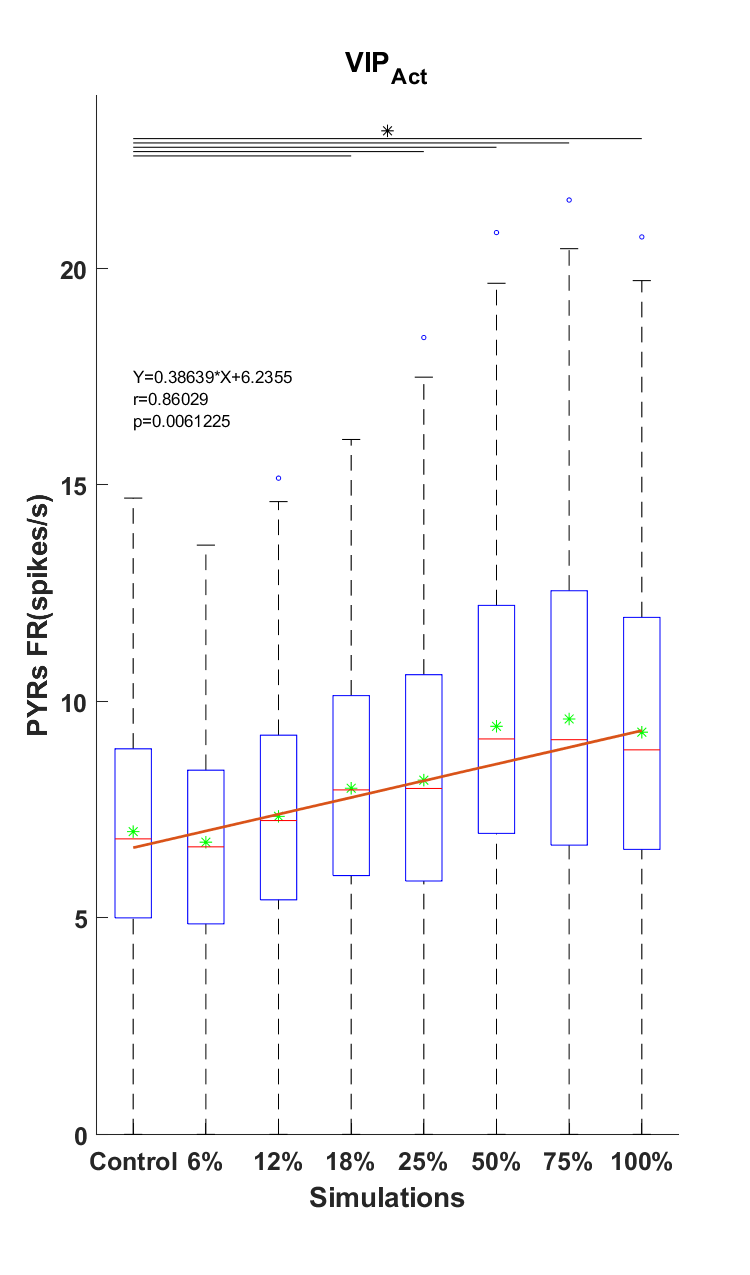 VIP_Act
*
20
Y=0.38639*X+6.2355
r=0.86029
p=0.0061225
15
PYRs FR(spikes/s)
10
5
0
Control 6% 12% 18% 25% 50% 75% 100%
Simulations